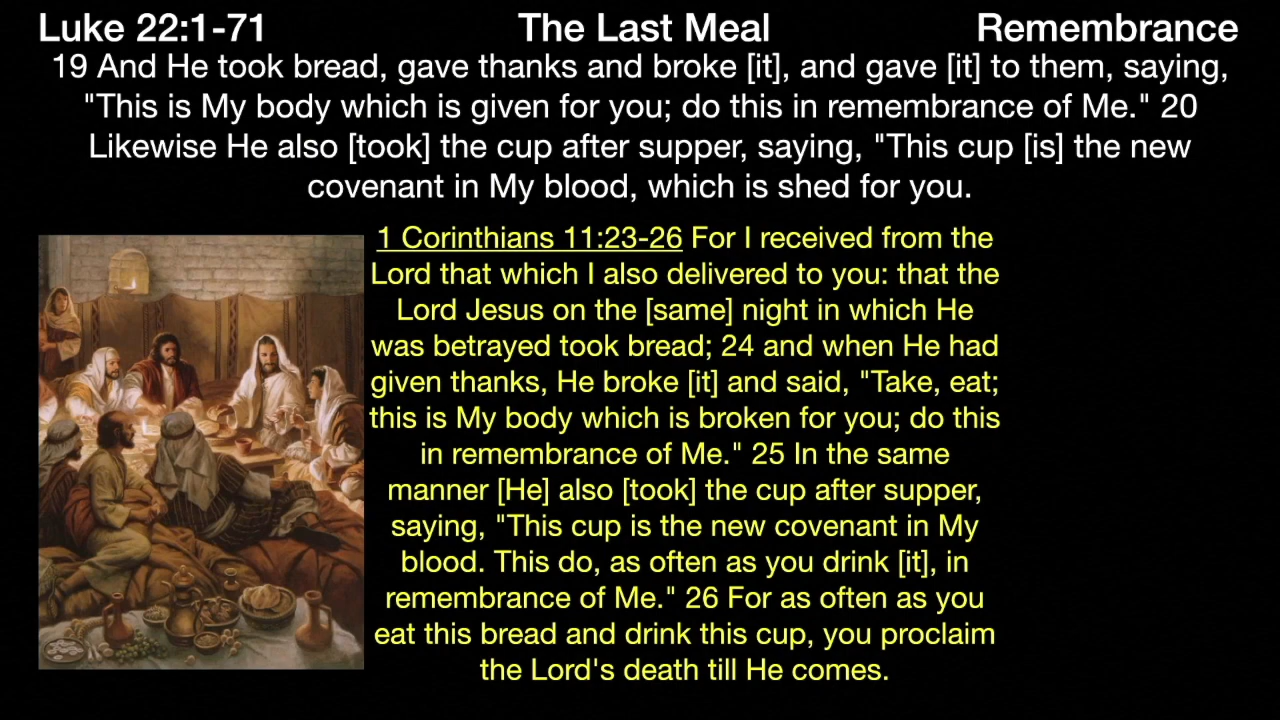 Luke 22:1-71 The Last Meal Remembrance
19 And He took bread, gave thanks and broke [it], and gave [it] to them, saying,
"This is My body which is given for you; do this in remembrance of Me." 20
Likewise He also [took] the cup after supper, saying, "This cup [is] the new
covenant in My blood, which is shed for you.
1 Corinthians 11:23-26 For I received from the
Lord that which I also delivered to you: that the
Lord Jesus on the [same] night in which He
was betrayed took bread; 24 and when He had
given thanks, He broke [it] and said, "Take, eat;
this is My body which is broken for you; do this
in remembrance of Me." 25 In the same
manner [He] also [took] the cup after supper,
saying, "This cup is the new covenant in My
blood. This do, as often as you drink [it], in
remembrance of Me." 26 For as often as you
eat this bread and drink this cup, you proclaim
the Lord's death till He comes.